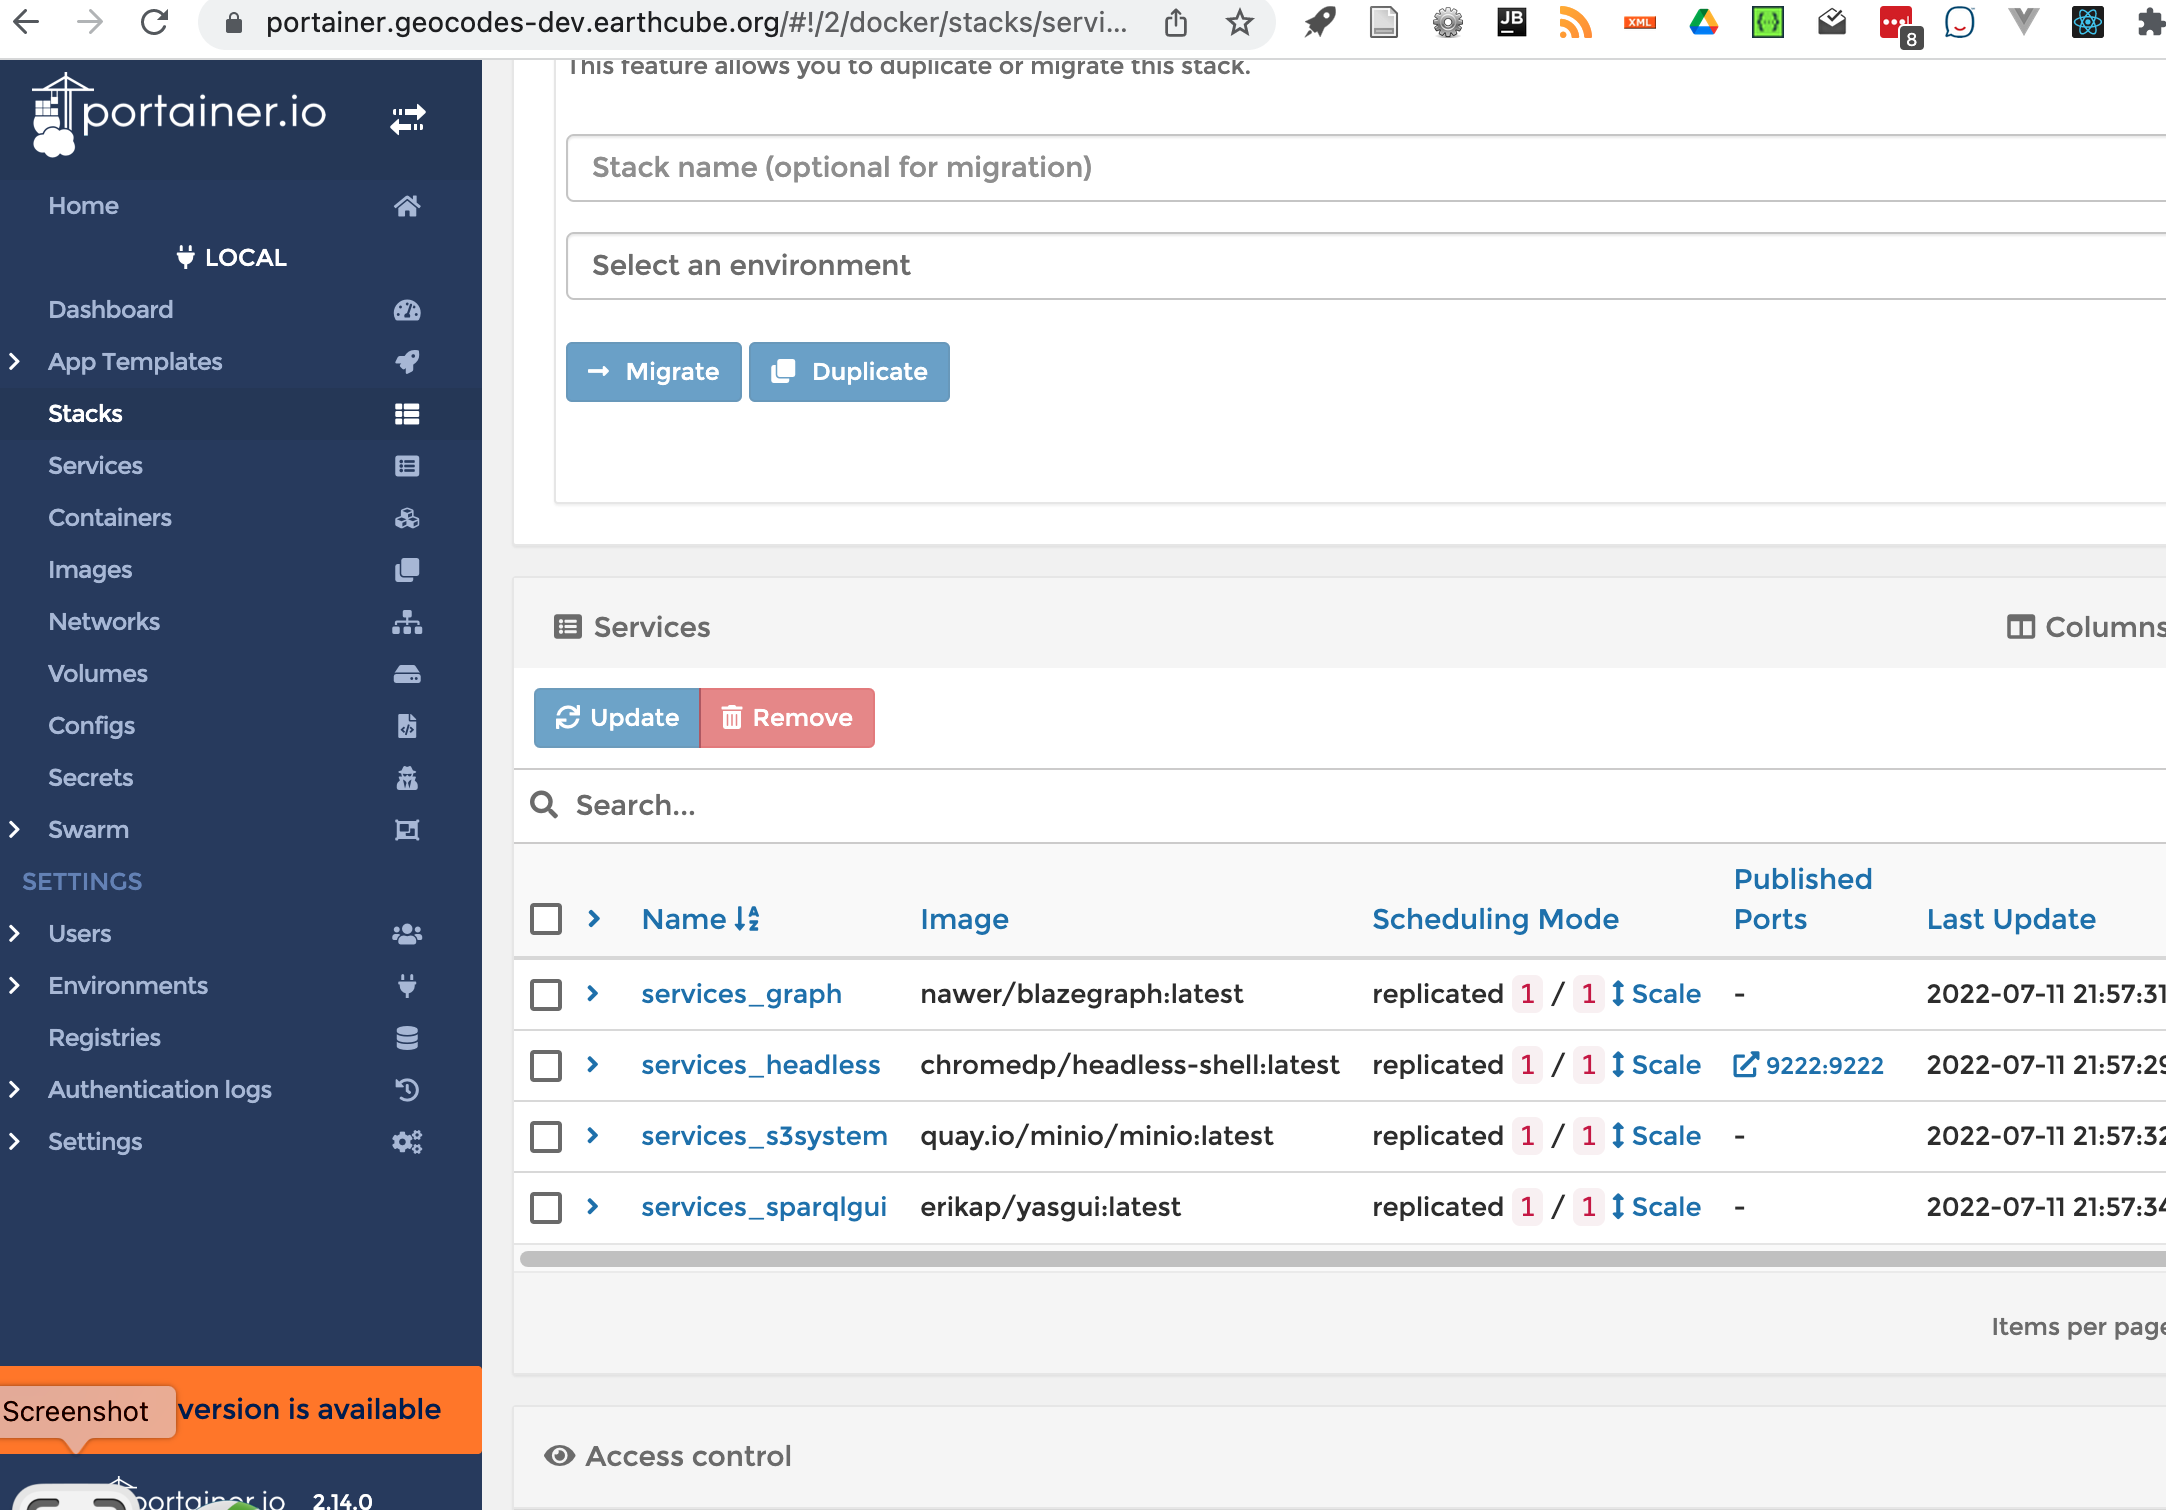 portainer.geocodes-dev.earthcube.org/#!/2/docker/stacks/servi...
JB
XML
8
portainer.io
Home
LOCAL
Dashboard
App Templates
Stacks
Services
Containers
Images
Networks
Volumes
Configs
Secrets
Swarm
SETTINGS
Users
Environments
Registries
Authentication logs
Settings
Screenshot
version is available
portainer.io 2.14.0
This feature allows you to duplicate or migrate this stack.
Stack name (optional for migration)
Select an environment
Migrate Duplicate
Services Columns
Update Remove
Search...
Name Image Scheduling Mode Published Ports Last Update
services_graph nawer/blazegraph:latest replicated 1 / 1 Scale - 2022-07-11 21:57:31
services_headless chromedp/headless-shell:latest replicated 1 / 1 Scale 9222:9222 2022-07-11 21:57:29
services_s3system quay.io/minio/minio:latest replicated 1 / 1 Scale - 2022-07-11 21:57:32
services_sparqlgui erikap/yasgui:latest replicated 1 / 1 Scale - 2022-07-11 21:57:34
Items per page
Access control